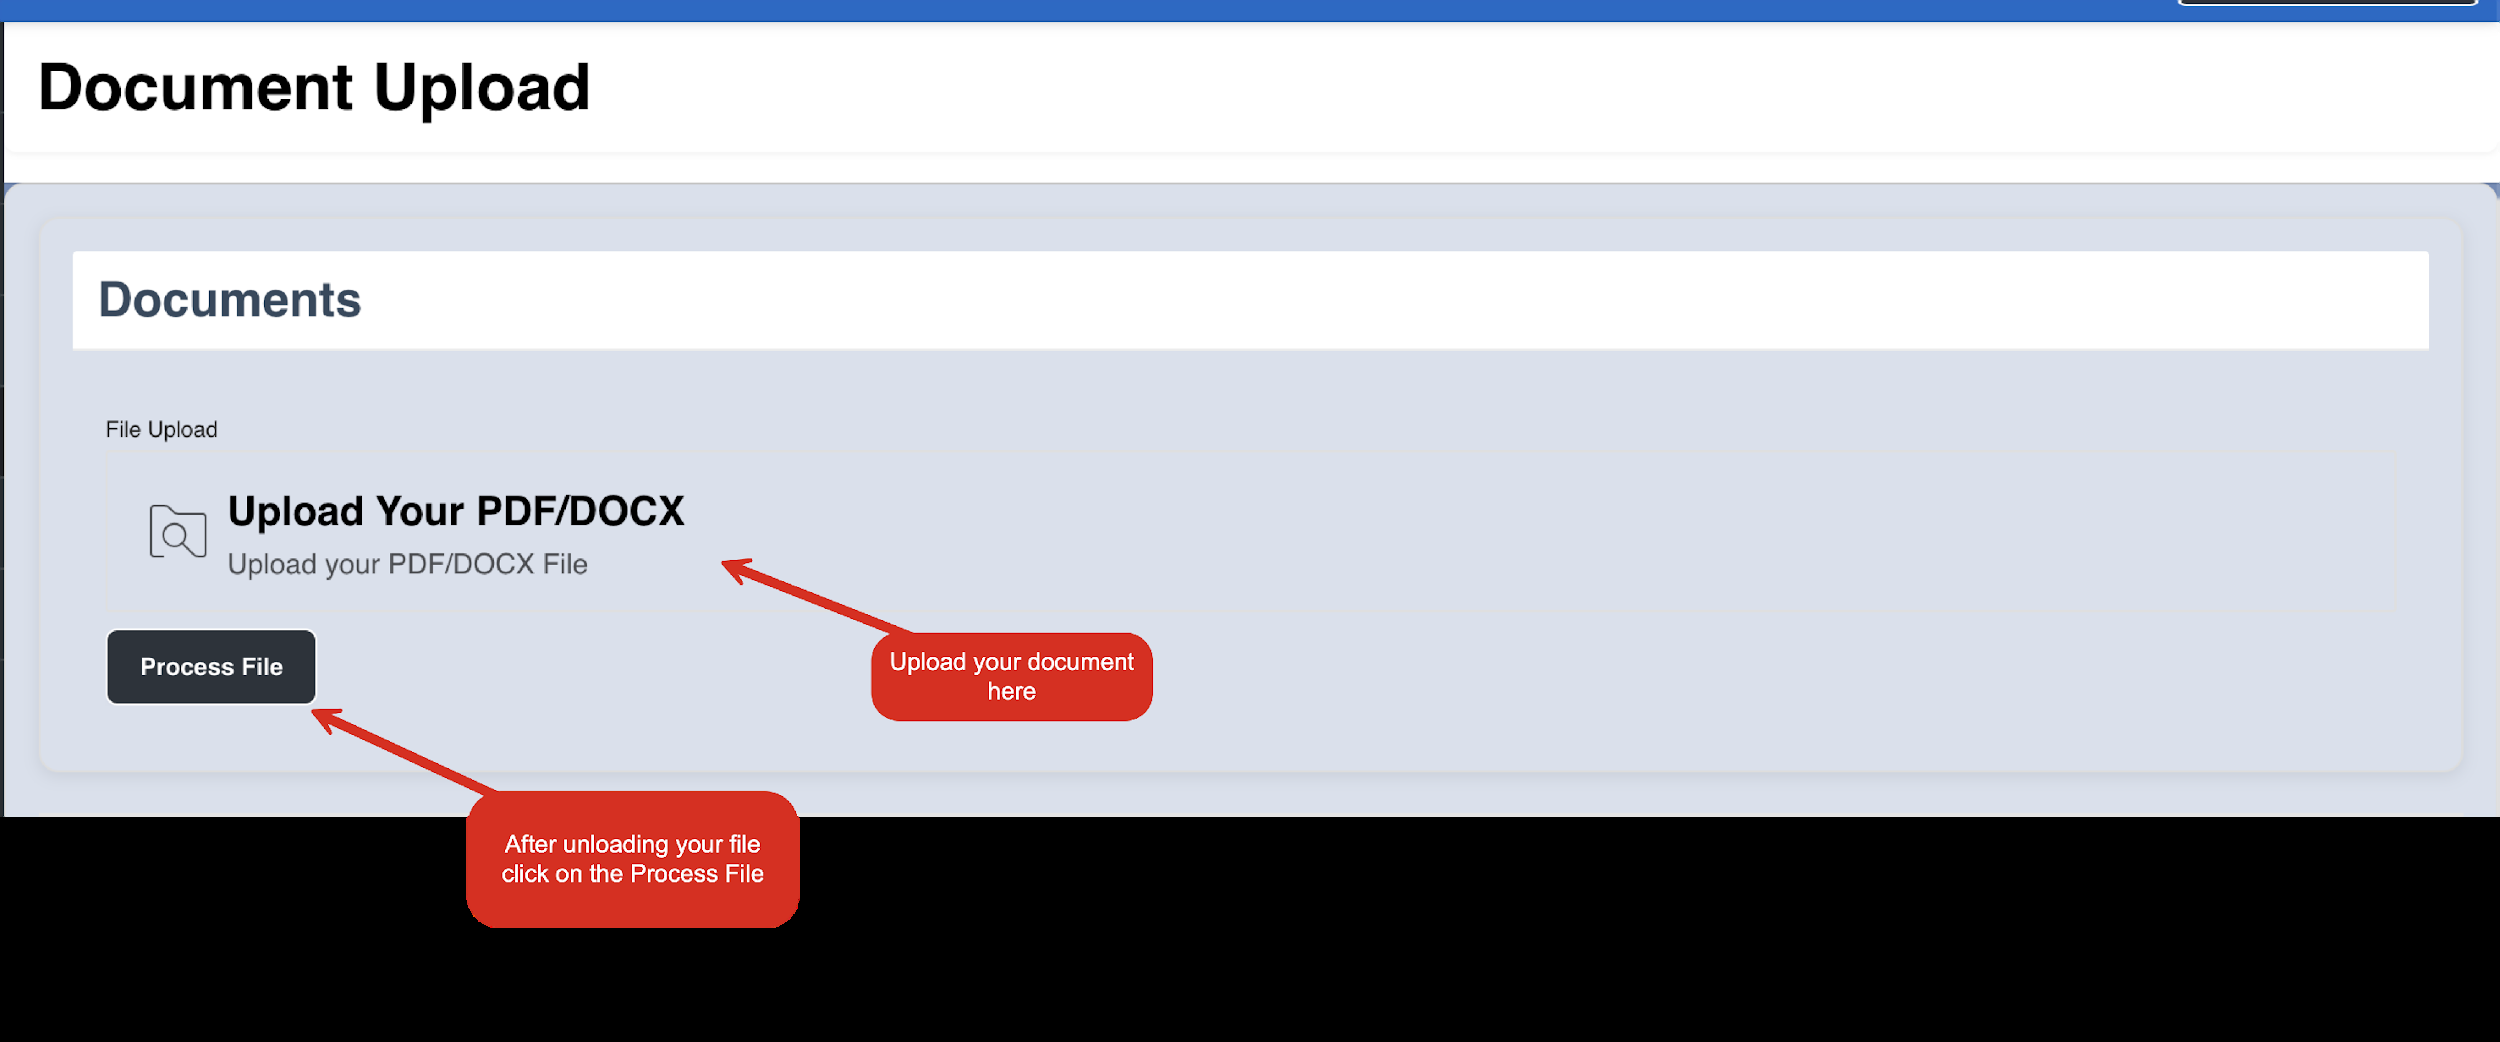 Document Upload
Documents
File Upload
Upload Your PDF/DOCX
Upload your PDF/DOCX File
Process File
Upload your document
here
After unloading your file
click on the Process File